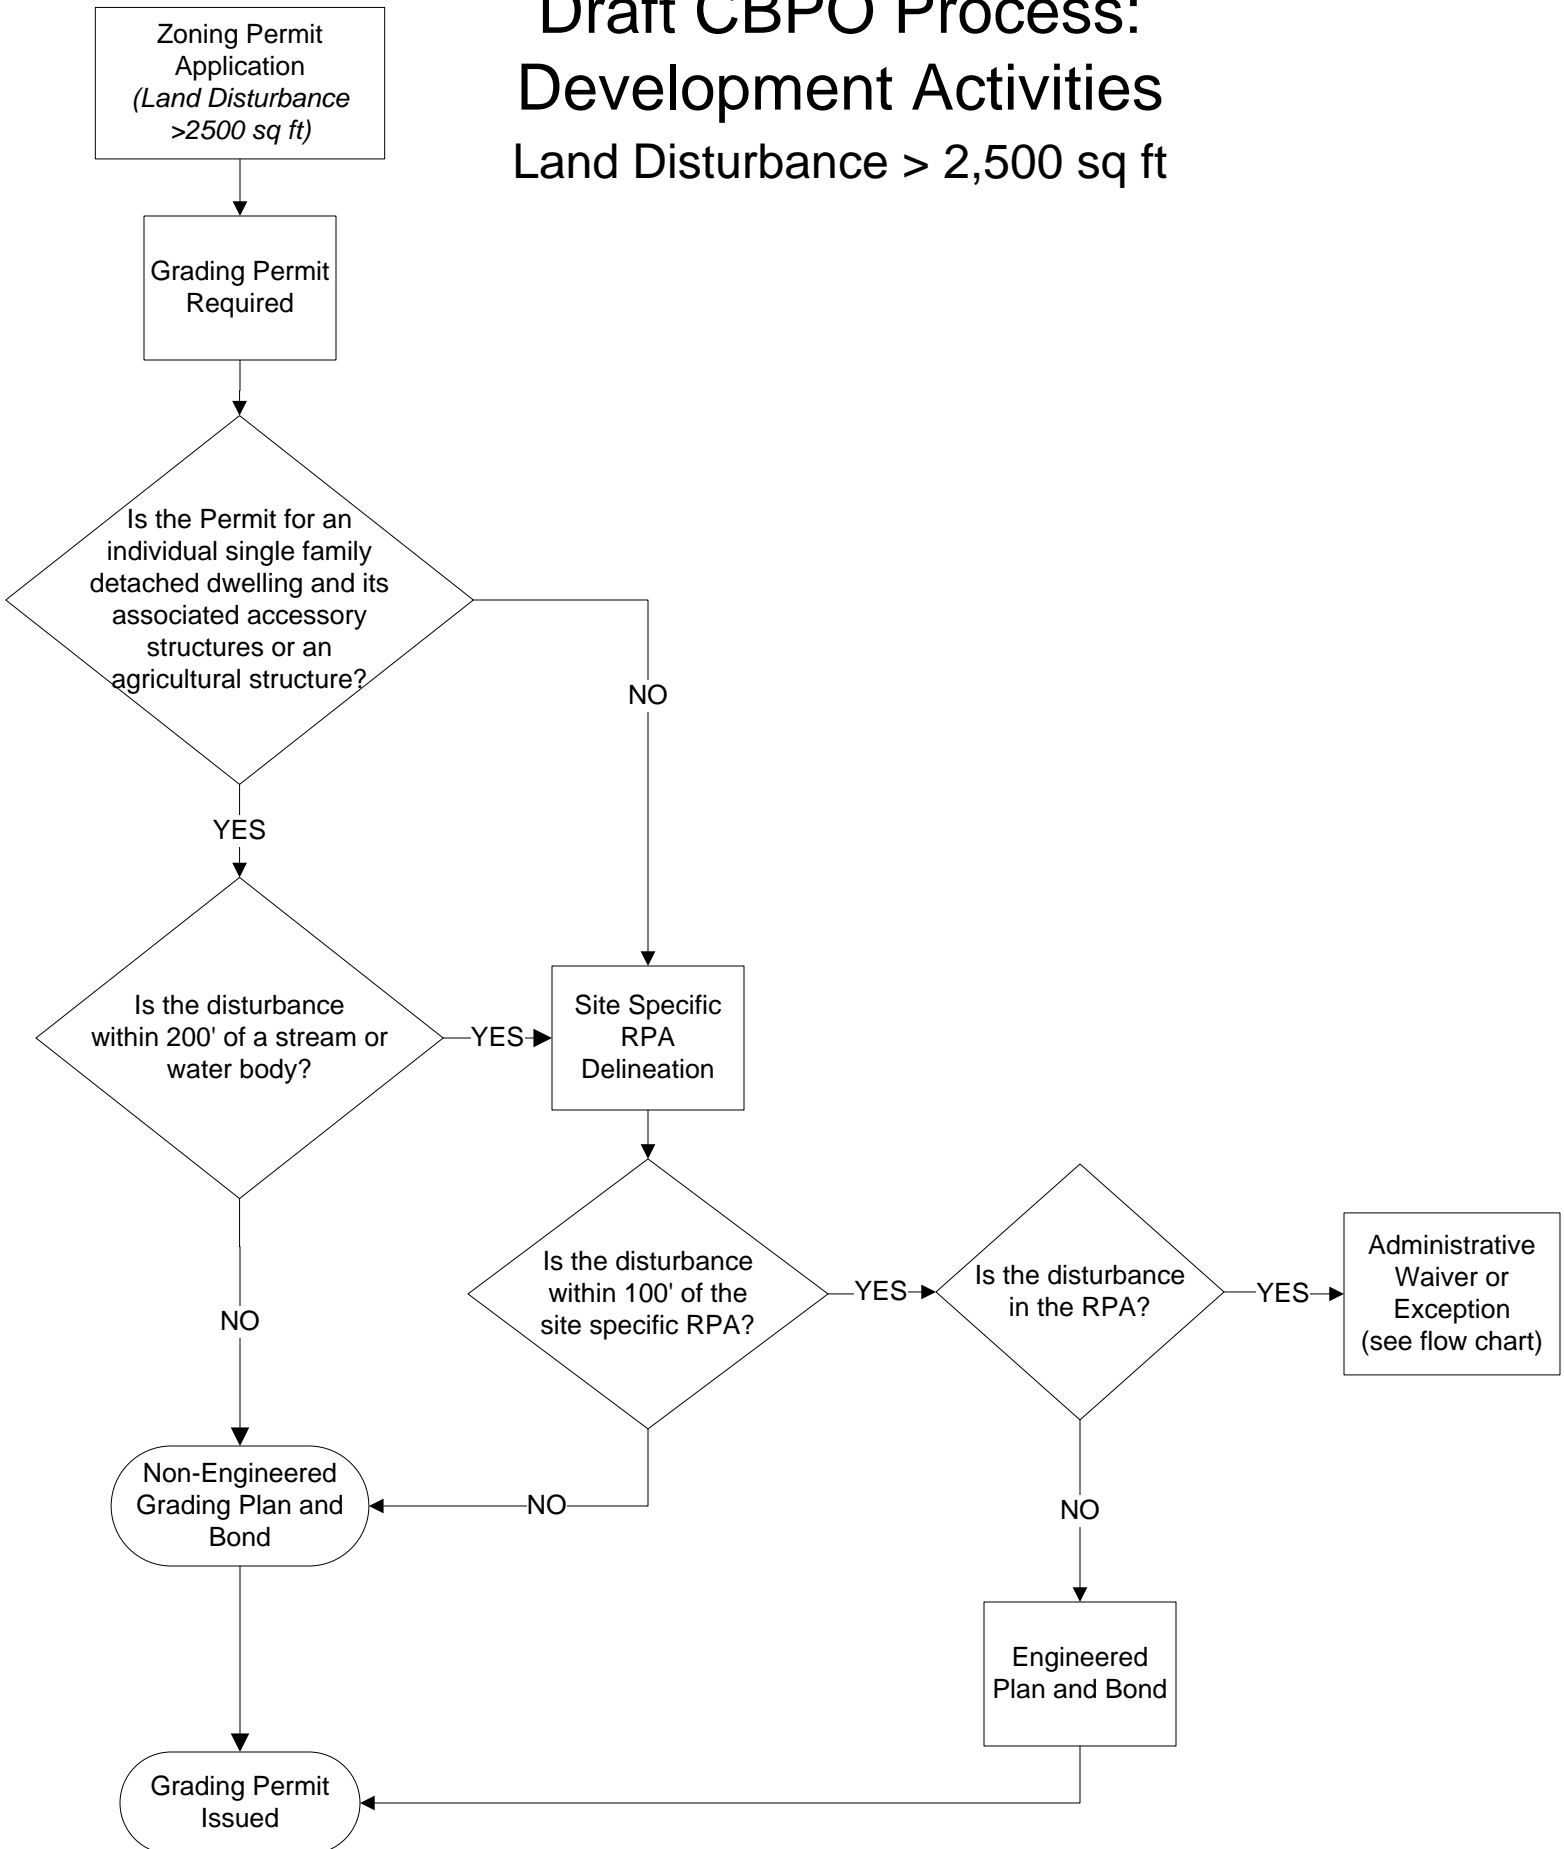 Draft CBPO Process:
Development Activities
Land Disturbance > 2,500 sq ft
Zoning Permit
Application
(Land Disturbance
>2500 sq ft)
Grading Permit
Required
Is the Permit for an
individual single family
detached dwelling and its
associated accessory
structures or an
agricultural structure?
NO
YES
Is the disturbance
within 200' of a stream or
water body?
YES
Site Specific
RPA
Delineation
NO
Is the disturbance
within 100' of the
site specific RPA?
YES
Is the disturbance
in the RPA?
YES
Administrative
Waiver or
Exception
(see flow chart)
Non-Engineered
Grading Plan and
Bond
NO
NO
Engineered
Plan and Bond
Grading Permit
Issued